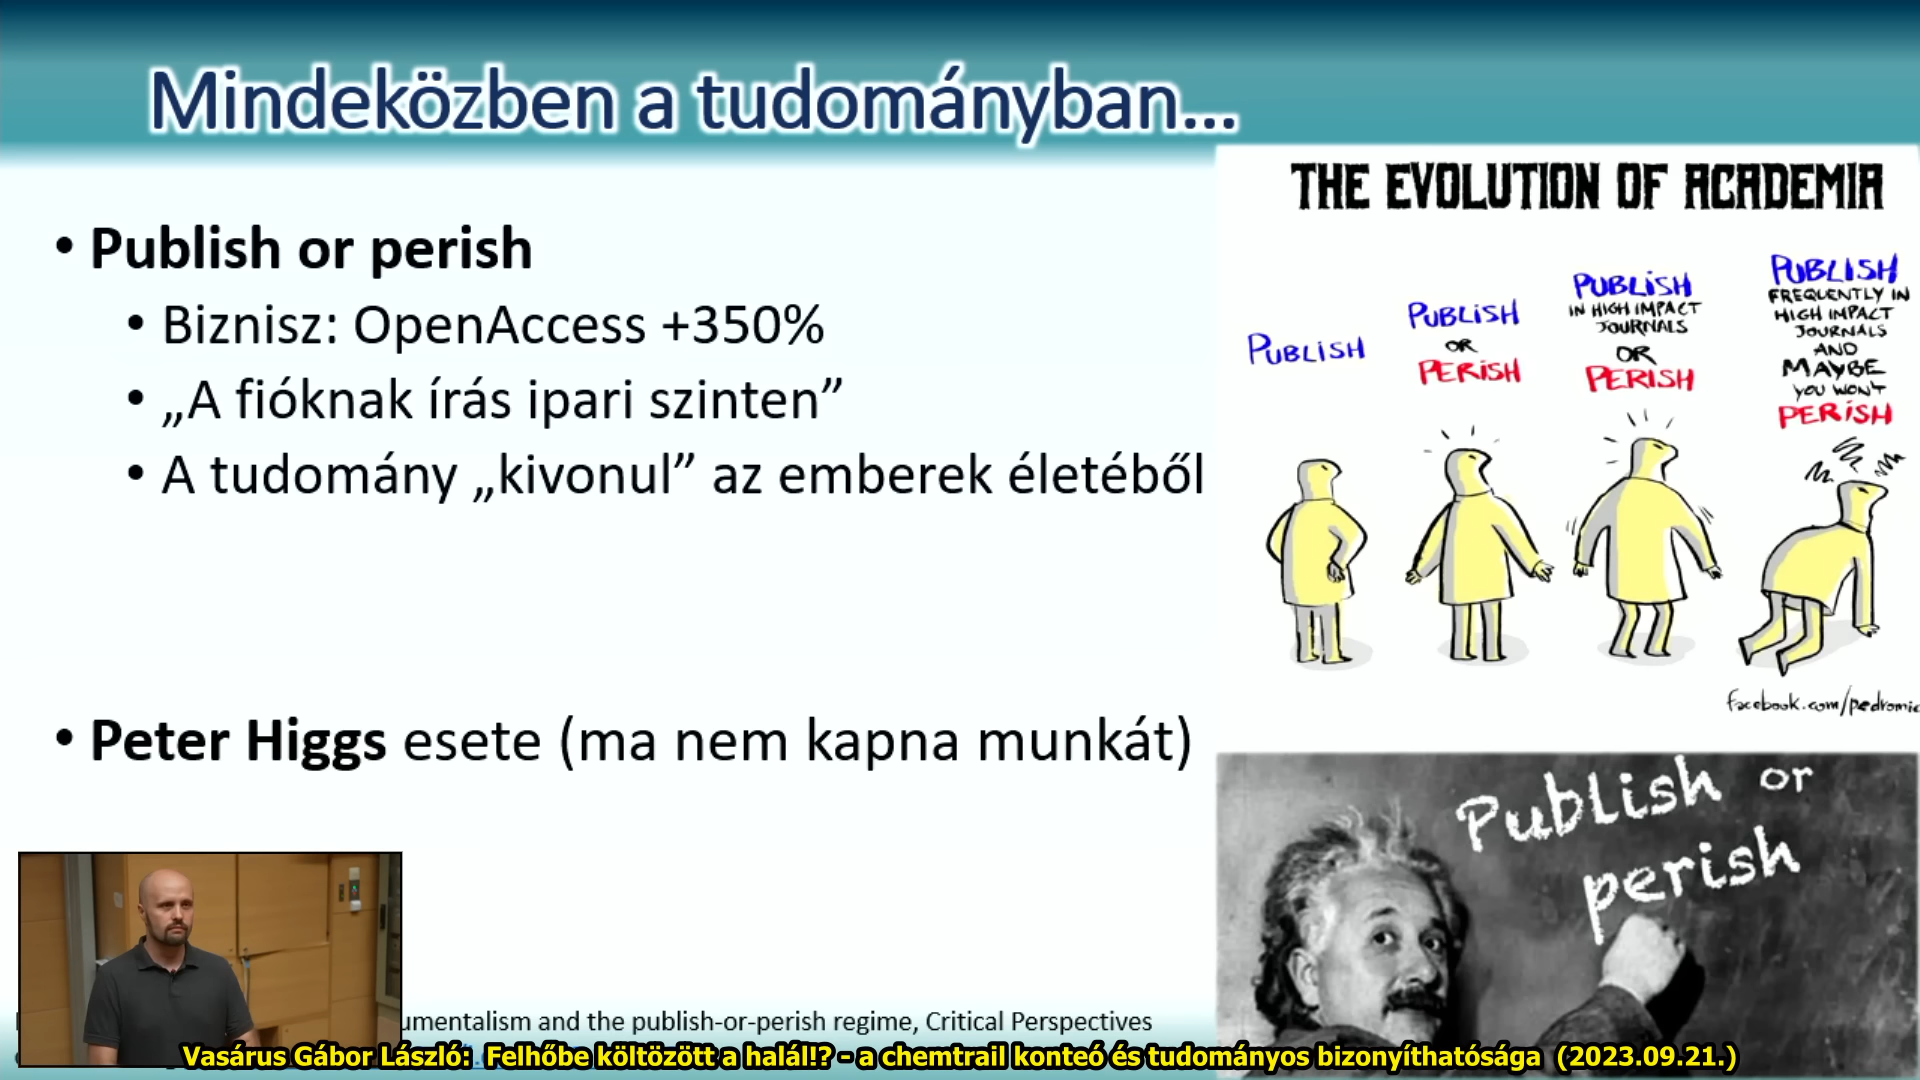 Mindeközben a tudományban...
• Publish or perish
• Biznisz: OpenAccess +350%
• „A fióknak írás ipari szinten”
• A tudomány „kivonul” az emberek életéből
• Peter Higgs esete (ma nem kapna munkát)
THE EVOLUTION OF ACADEMIA
PUBLISH
PUBLISH
OR
PERISH
PUBLISH
IN HIGH IMPACT
JOURNALS
OR
PERISH
PUBLISH
FREQUENTLY IN
HIGH IMPACT
JOURNALS
AND
MAYBE
YOU WON'T
PERISH
facebook.com/pedromic
Publish or
perish
umentalism and the publish-or-perish regime, Critical Perspectives
Vasárus Gábor László: Felhőbe költözött a halál!? - a chemtrail konteó és tudományos bizonyíthatósága (2023.09.21.)